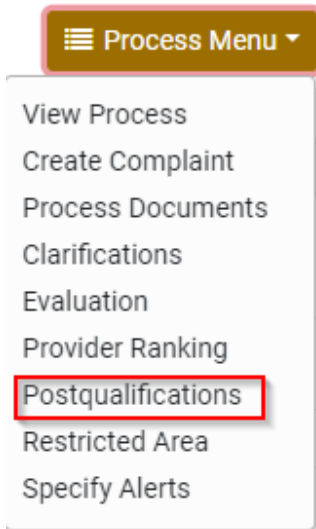 Process Menu
View Process
Create Complaint
Process Documents
Clarifications
Evaluation
Provider Ranking
Postqualifications
Restricted Area
Specify Alerts